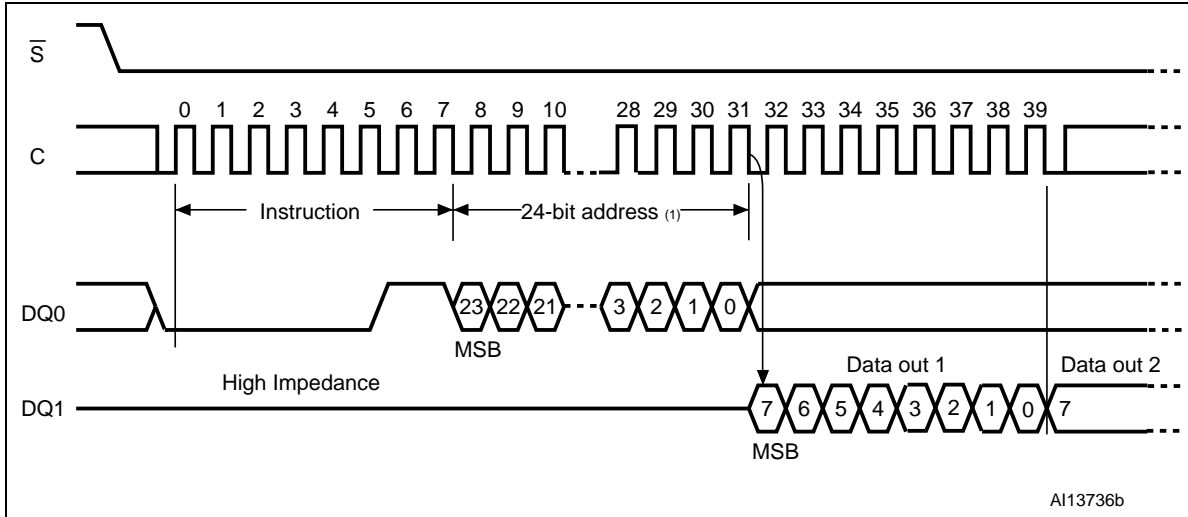 S
0 1 2 3 4 5 6 7 8 9 10 28 29 30 31 32 33 34 35 36 37 38 39
C
Instruction 24-bit address (1)
DQ0 23 22 21 3 2 1 0
MSB
Data out 1 Data out 2
High Impedance
DQ1 7 6 5 4 3 2 1 0 7
MSB
AI13736b